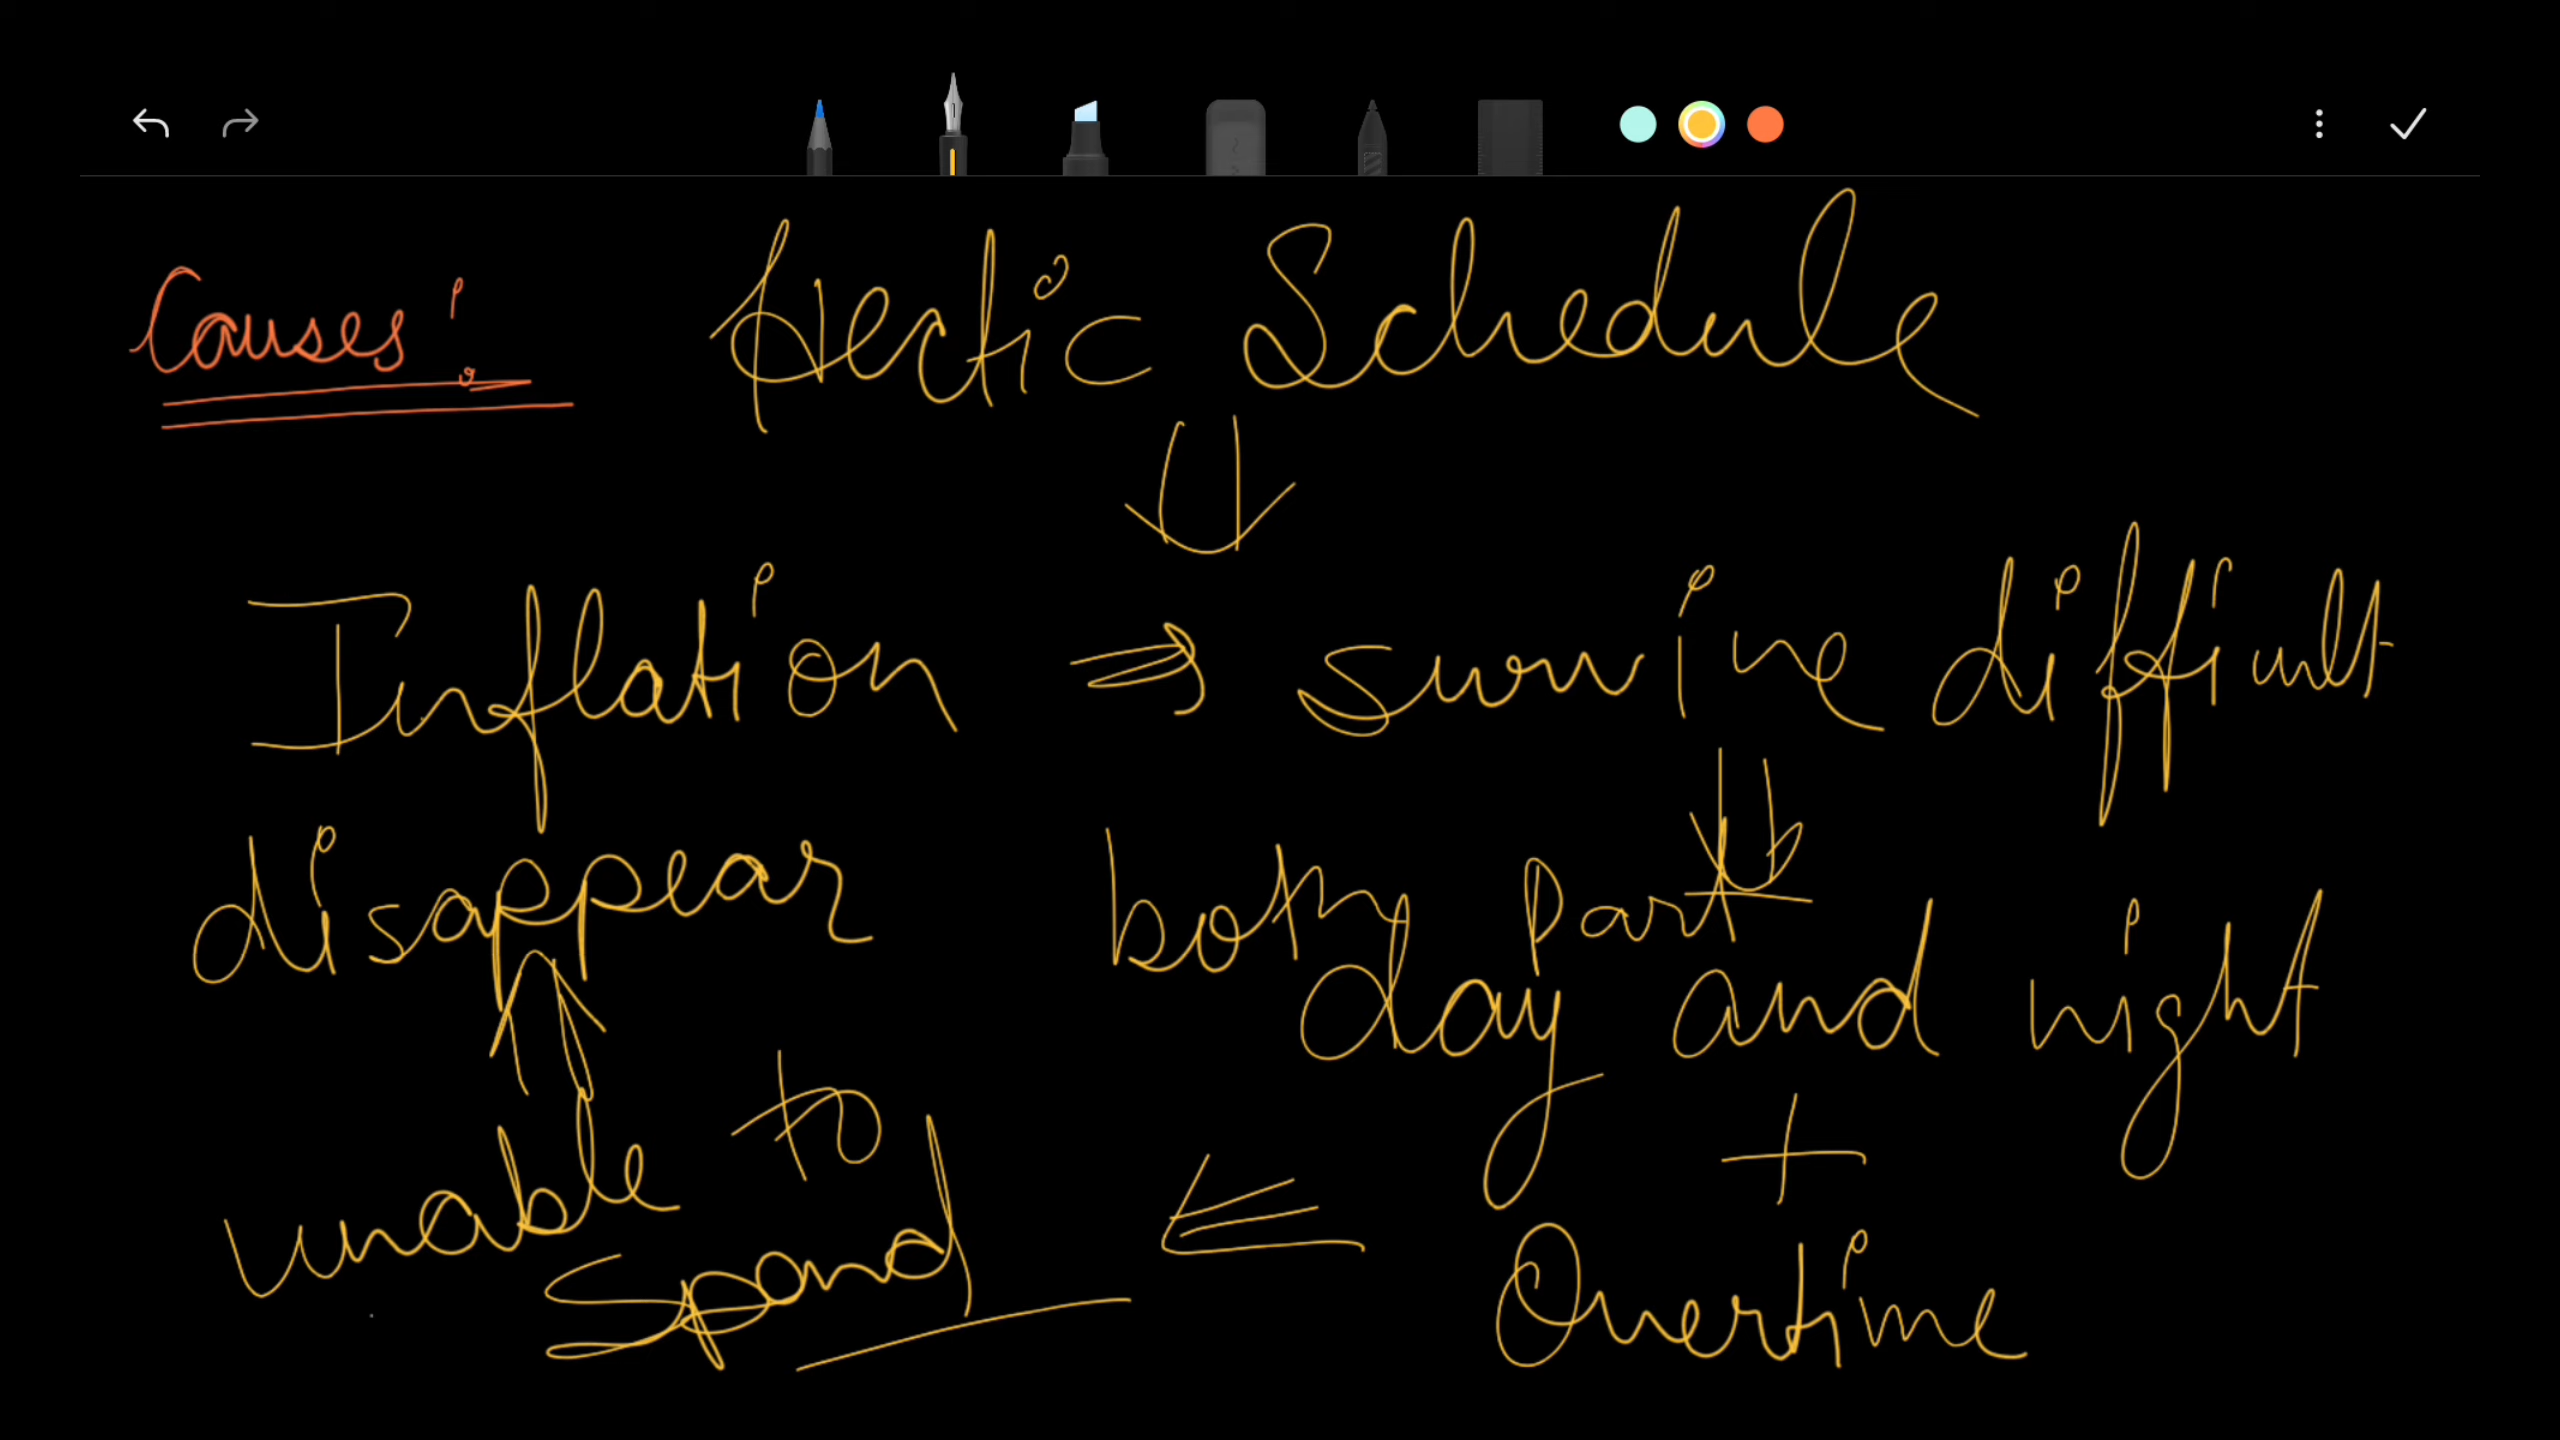 Causes: Hectic Schedule
Inflation ⇒ survive difficult
disappear both part
day and night
unable to +
spend Overtime